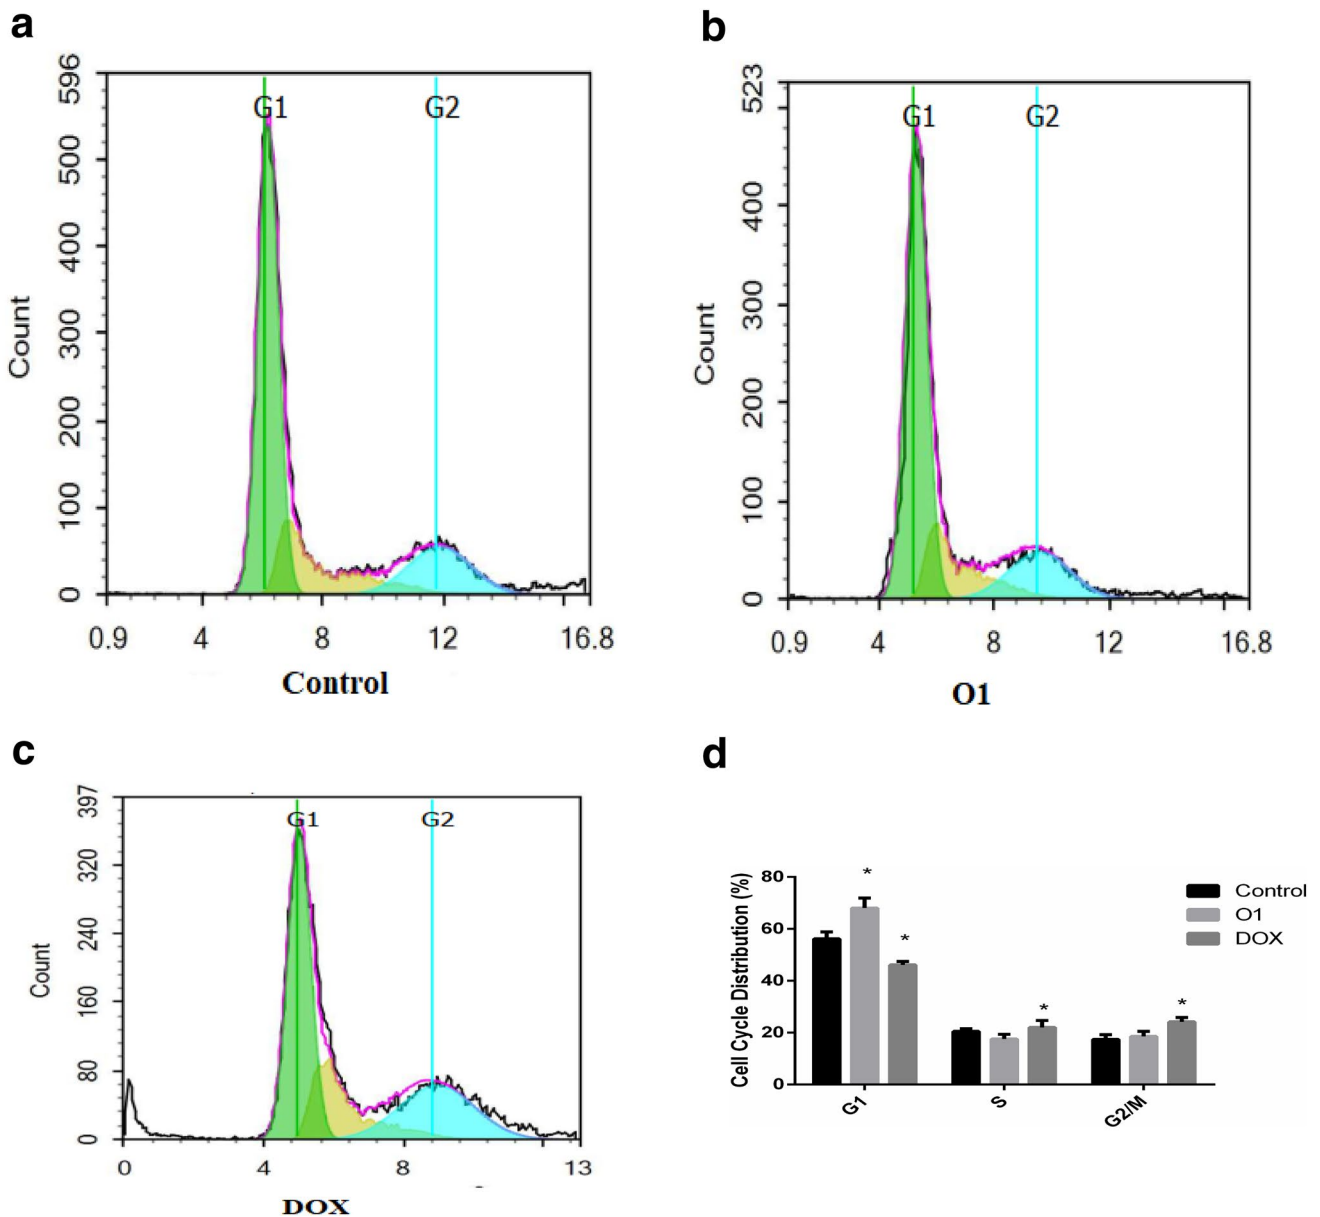 a
596
500
400
300
200
100
0
Count
G1 G2
0.9 4 8 12 16.8
Control
b
523
400
300
200
100
0
Count
G1 G2
0.9 4 8 12 16.8
O1
c
397
320
240
160
80
0
Count
G1 G2
0 4 8 13
DOX
d
Cell Cycle Distribution (%)
80
60
40
20
0
* * * *
G1 S G2/M
Control
O1
DOX